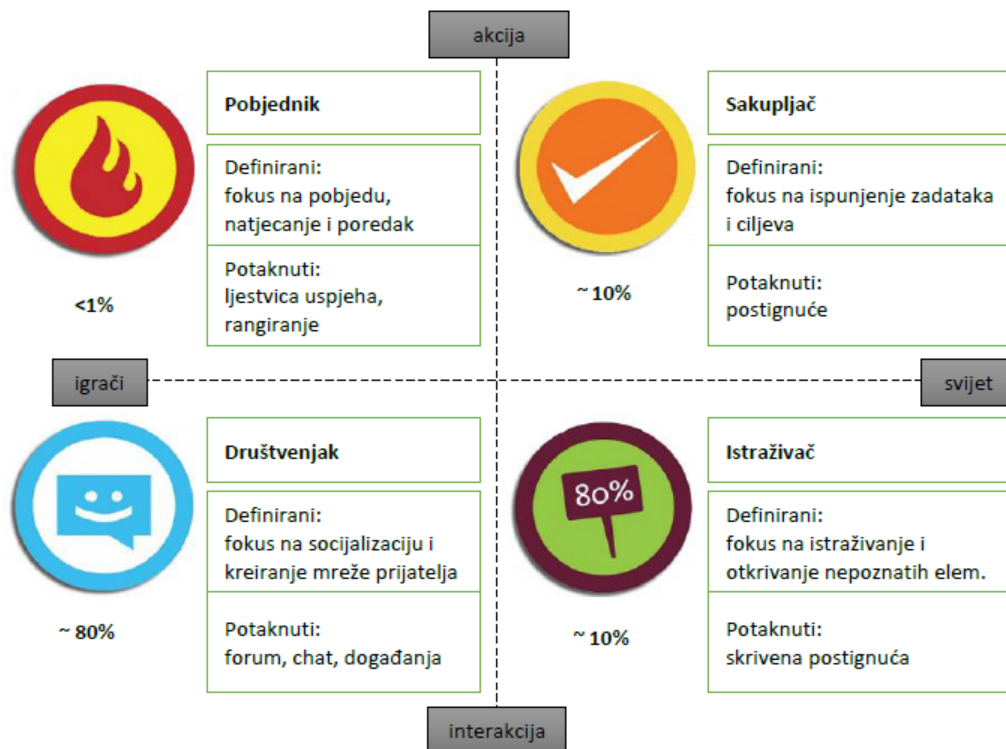 akcija
Pobjednik
Definirani:
fokus na pobjedu,
natjecanje i poredak
Potaknuti:
ljestvica uspjeha,
rangiranje
<1%
Sakupljač
Definirani:
fokus na ispunjenje zadataka
i ciljeva
Potaknuti:
postignuće
~ 10%
igrači
svijet
Društvenjak
Definirani:
fokus na socijalizaciju i
kreiranje mreže prijatelja
Potaknuti:
forum, chat, događanja
~ 80%
80%
Istraživač
Definirani:
fokus na istraživanje i
otkrivanje nepoznatih elem.
Potaknuti:
skrivena postignuća
~ 10%
interakcija